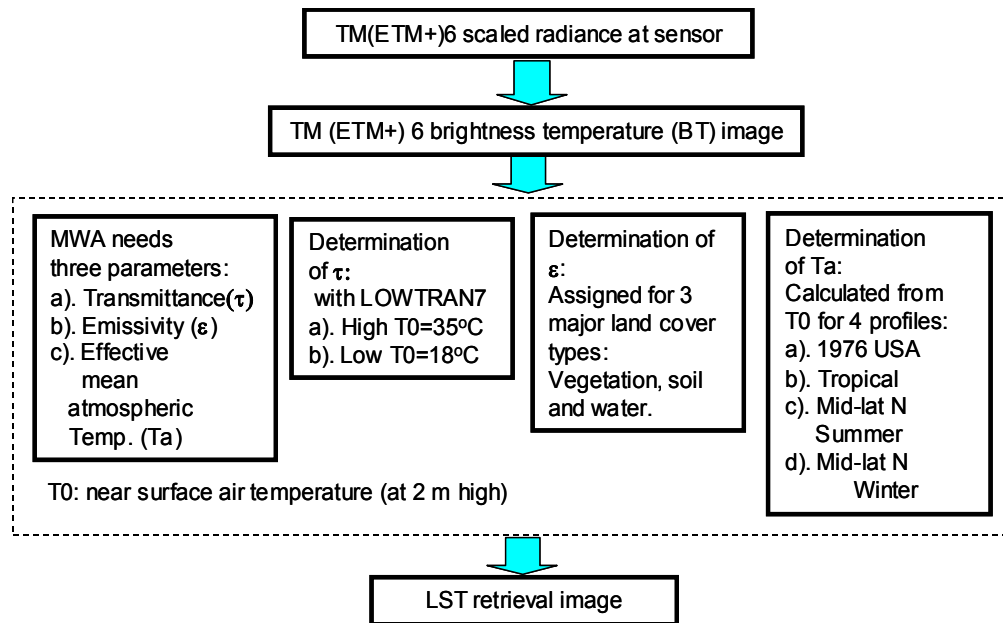 TM(ETM+)6 scaled radiance at sensor
TM (ETM+) 6 brightness temperature (BT) image
MWA needs
three parameters:
a). Transmittance(τ)
b). Emissivity (ε)
c). Effective
mean
atmospheric
Temp. (Ta)
Determination
of τ:
with LOWTRAN7
a). High T0=35ºC
b). Low T0=18ºC
Determination of
ε:
Assigned for 3
major land cover
types:
Vegetation, soil
and water.
Determination
of Ta:
Calculated from
T0 for 4 profiles:
a). 1976 USA
b). Tropical
c). Mid-lat N
Summer
d). Mid-lat N
Winter
T0: near surface air temperature (at 2 m high)
LST retrieval image